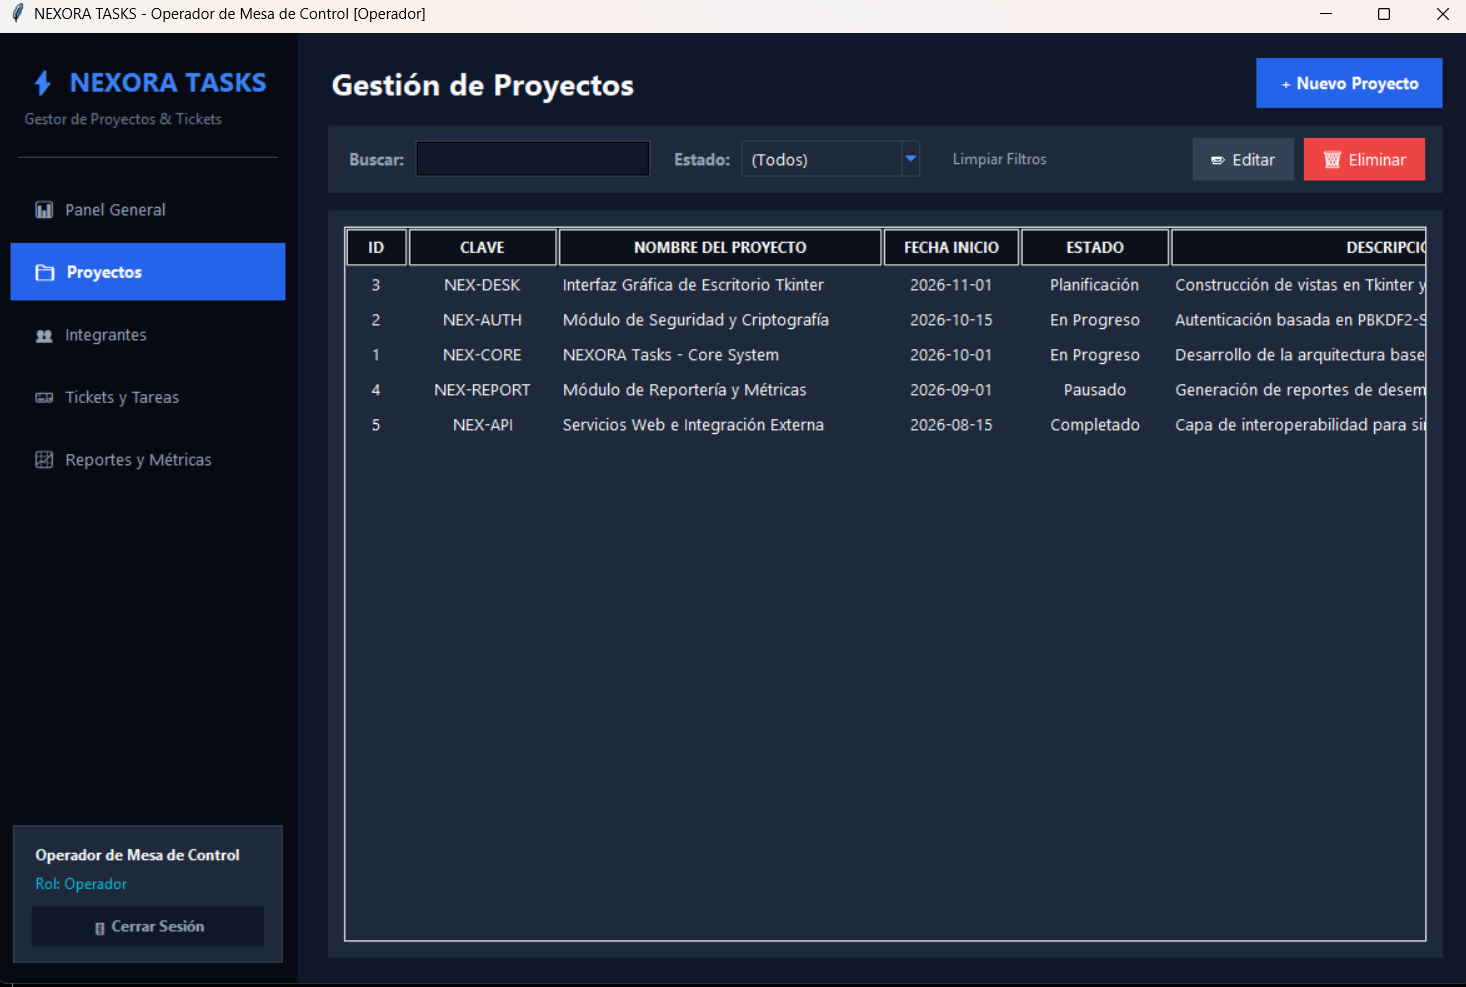 NEXORA TASKS - Operador de Mesa de Control [Operador]
NEXORA TASKS
Gestor de Proyectos & Tickets
Panel General
Proyectos
Integrantes
Tickets y Tareas
Reportes y Métricas
Operador de Mesa de Control
Rol: Operador
Cerrar Sesión
Gestión de Proyectos
+ Nuevo Proyecto
Buscar: Estado: (Todos) Limpiar Filtros Editar Eliminar
ID CLAVE NOMBRE DEL PROYECTO FECHA INICIO ESTADO DESCRIPCIÓ
3 NEX-DESK Interfaz Gráfica de Escritorio Tkinter 2026-11-01 Planificación Construcción de vistas en Tkinter y
2 NEX-AUTH Módulo de Seguridad y Criptografía 2026-10-15 En Progreso Autenticación basada en PBKDF2-S
1 NEX-CORE NEXORA Tasks - Core System 2026-10-01 En Progreso Desarrollo de la arquitectura base
4 NEX-REPORT Módulo de Reportería y Métricas 2026-09-01 Pausado Generación de reportes de desem
5 NEX-API Servicios Web e Integración Externa 2026-08-15 Completado Capa de interoperabilidad para sin